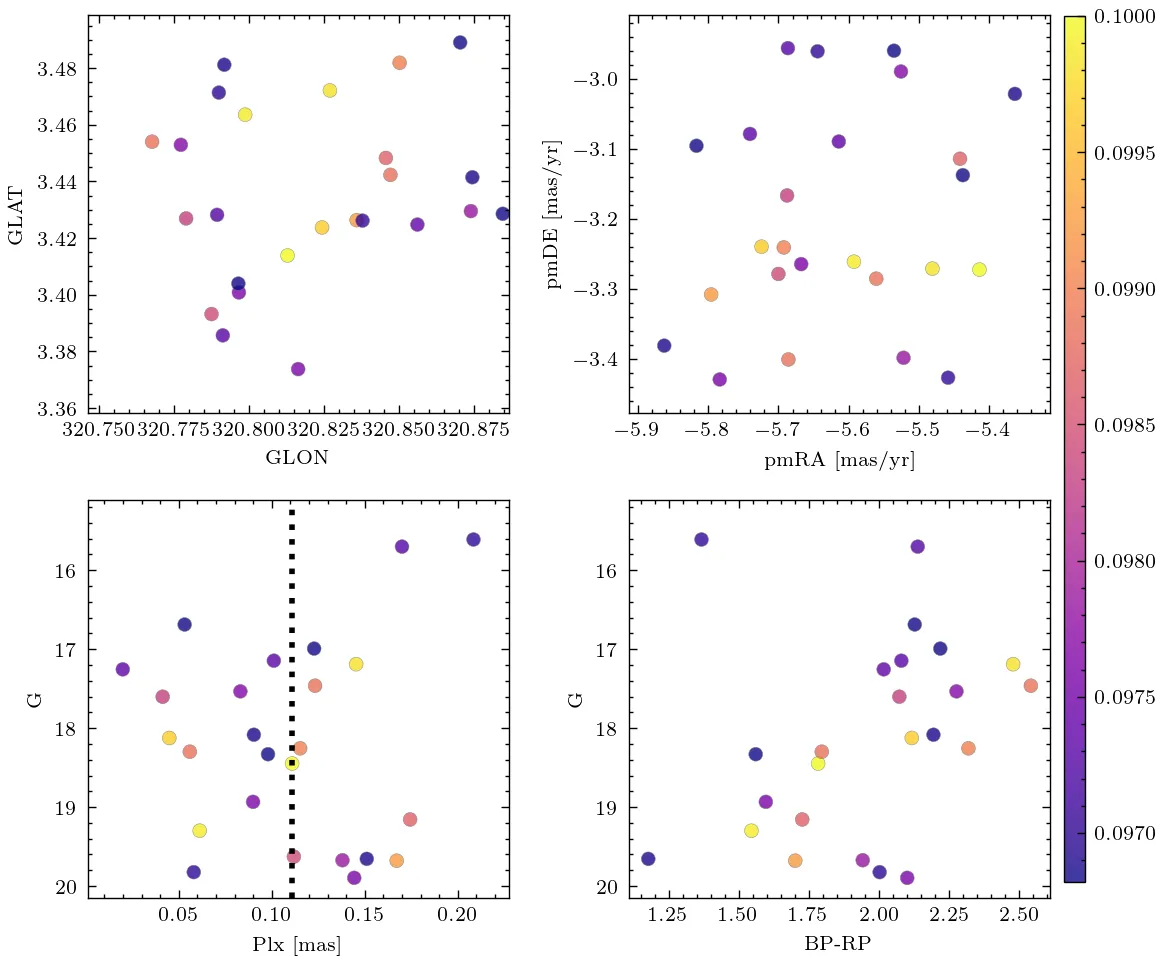 3.48
3.46
3.44
3.42
3.40
3.38
3.36
GLAT
320.750 320.775 320.800 320.825 320.850 320.875
GLON
−3.0
−3.1
−3.2
−3.3
−3.4
pmDE [mas/yr]
−5.9 −5.8 −5.7 −5.6 −5.5 −5.4
pmRA [mas/yr]
0.1000
0.0995
0.0990
0.0985
0.0980
0.0975
0.0970
16
17
18
19
20
G
0.05 0.10 0.15 0.20
Plx [mas]
16
17
18
19
20
G
1.25 1.50 1.75 2.00 2.25 2.50
BP-RP